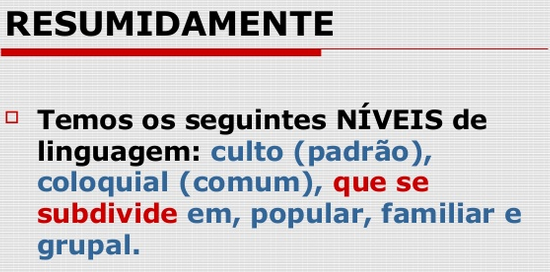 RESUMIDAMENTE
Temos os seguintes NÍVEIS de
linguagem: culto (padrão),
coloquial (comum), que se
subdivide em, popular, familiar e
grupal.